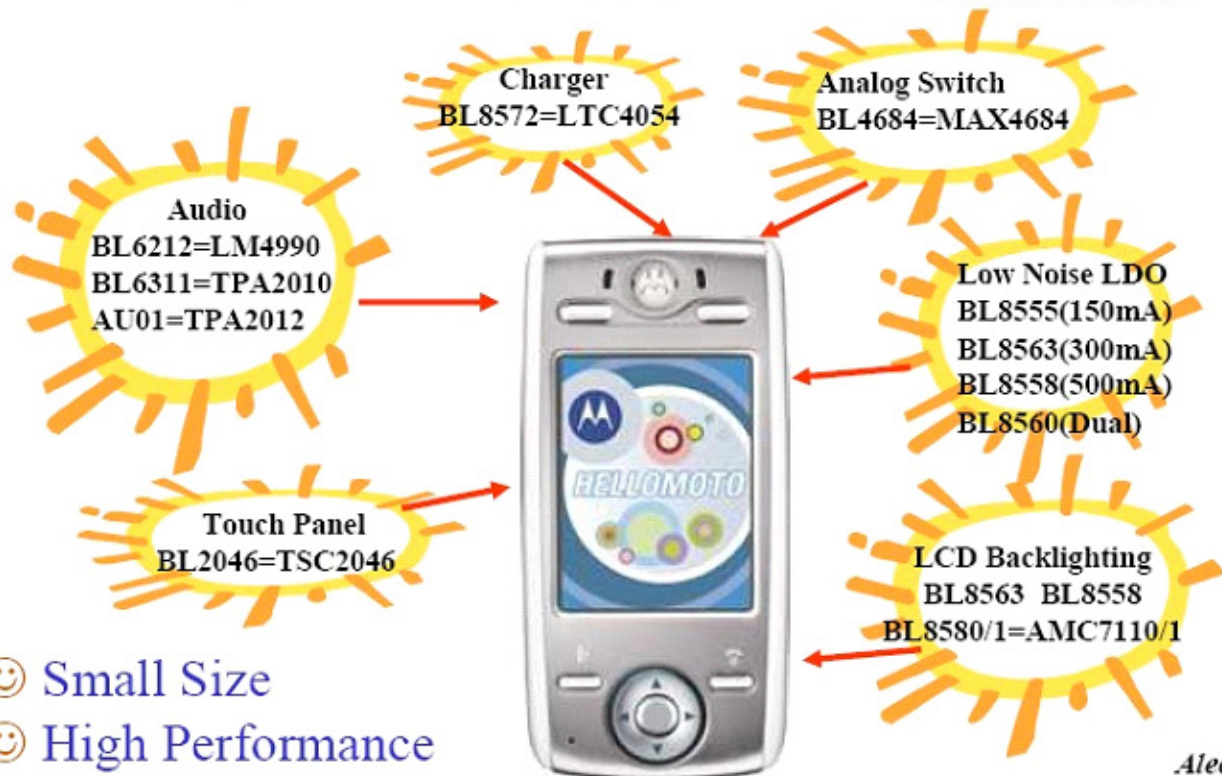 Charger
BL8572=LTC4054
Analog Switch
BL4684=MAX4684
Audio
BL6212=LM4990
BL6311=TPA2010
AU01=TPA2012
Low Noise LDO
BL8555(150mA)
BL8563(300mA)
BL8558(500mA)
BL8560(Dual)
HELLOMOTO
Touch Panel
BL2046=TSC2046
LCD Backlighting
BL8563 BL8558
BL8580/1=AMC7110/1
Small Size
High Performance